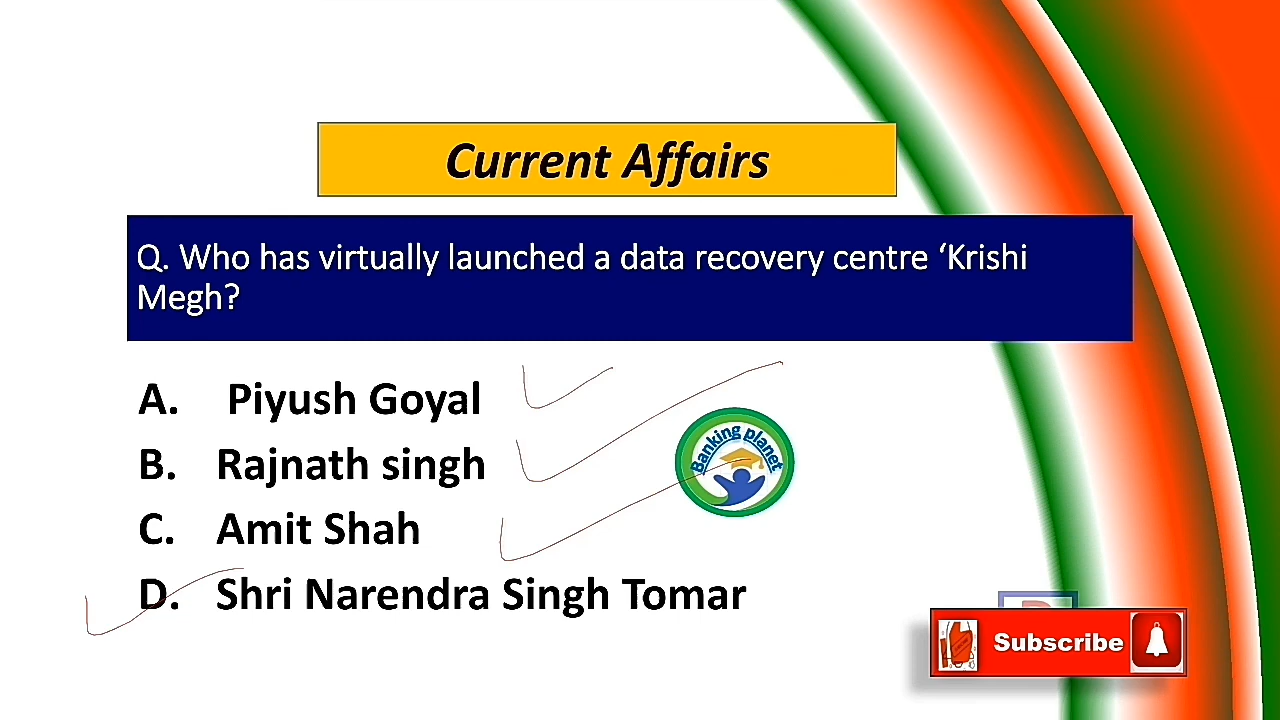 Current Affairs
Q. Who has virtually launched a data recovery centre ‘Krishi
Megh?
A. Piyush Goyal
B. Rajnath singh
Banking planet
C. Amit Shah
D. Shri Narendra Singh Tomar
Subscribe